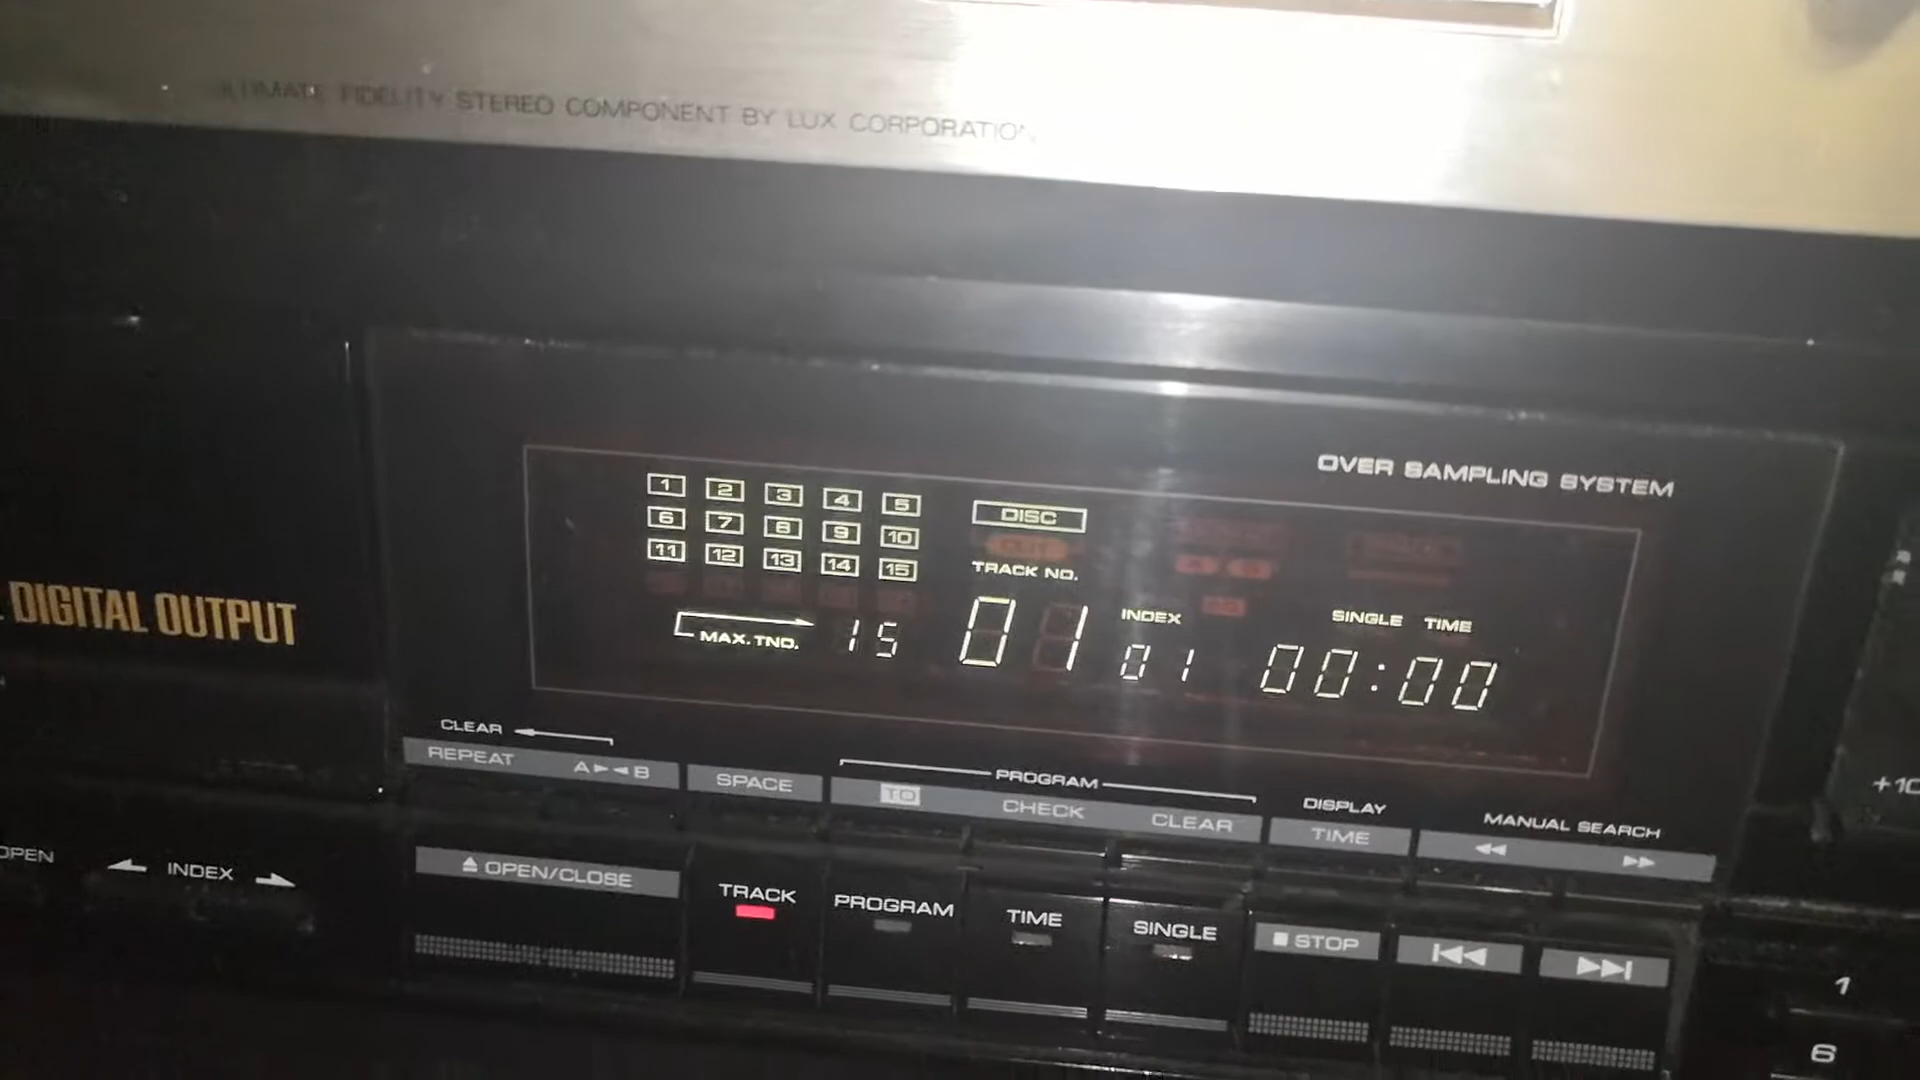 ULTIMATE FIDELITY STEREO COMPONENT BY LUX CORPORATION
OVER SAMPLING SYSTEM
1 2 3 4 5
6 7 8 9 10
11 12 13 14 15
DISC
TRACK NO.
MAX. TNO. 15
01
INDEX
01
SINGLE TIME
00:00
DIGITAL OUTPUT
CLEAR
REPEAT A B
SPACE
PROGRAM
TO CHECK CLEAR
DISPLAY
TIME
MANUAL SEARCH
+10
OPEN
INDEX
OPEN/CLOSE
TRACK
PROGRAM
TIME
SINGLE
STOP
1
6